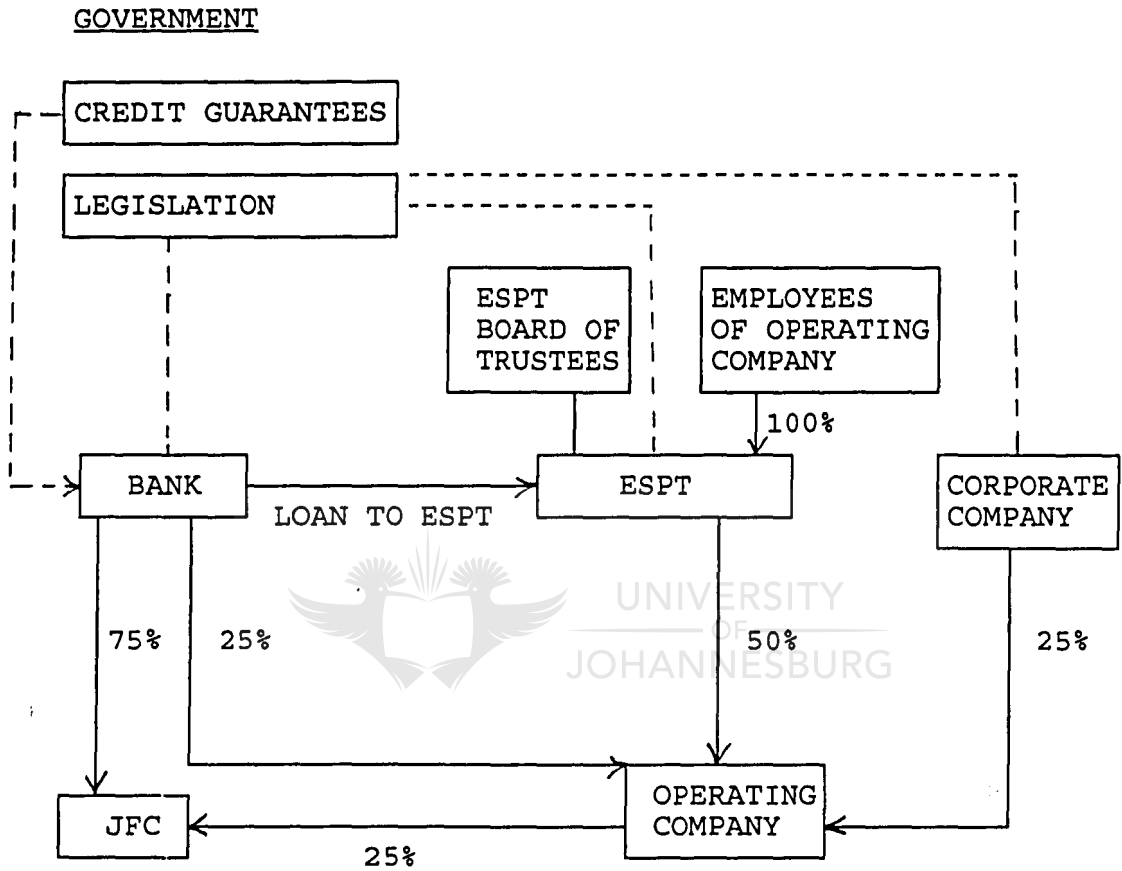 GOVERNMENT
CREDIT GUARANTEES
LEGISLATION
ESPT
BOARD OF
TRUSTEES
EMPLOYEES
OF OPERATING
COMPANY
100%
BANK
ESPT
CORPORATE
COMPANY
LOAN TO ESPT
UNIVERSITY
OF
JOHANNESBURG
75%
25%
50%
25%
OPERATING
COMPANY
JFC
25%